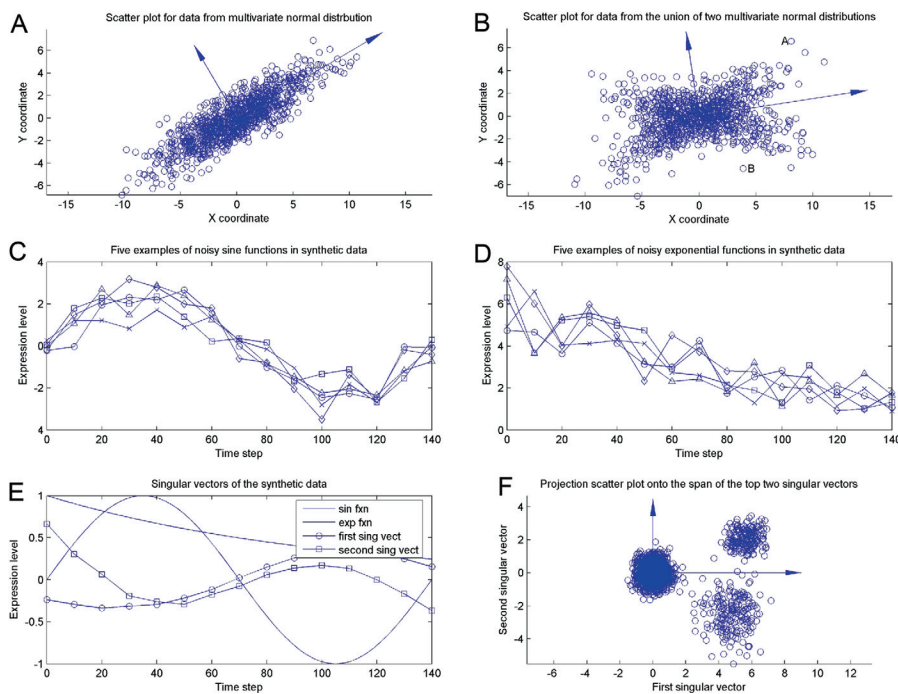 A
Scatter plot for data from multivariate normal distrbution
6
4
2
0
-2
-4
-6
Y coordinate
-15 -10 -5 0 5 10 15
X coordinate
B
Scatter plot for data from the union of two multivariate normal distributions
A
B
6
4
2
0
-2
-4
-6
Y coordinate
-15 -10 -5 0 5 10 15
X coordinate
C
Five examples of noisy sine functions in synthetic data
4
2
0
-2
4
Expression level
0 20 40 60 80 100 120 140
Time step
D
Five examples of noisy exponential functions in synthetic data
8
6
4
2
0
Expression level
0 20 40 60 80 100 120 140
Time step
E
Singular vectors of the synthetic data
sin fxn
exp fxn
first sing vect
second sing vect
1
0.5
0
-0.5
-1
Expression level
0 20 40 60 80 100 120 140
Time step
F
Projection scatter plot onto the span of the top two singular vectors
4
2
0
-2
-4
Second singular vector
-6 -4 -2 0 2 4 6 8 10 12
First singular vector